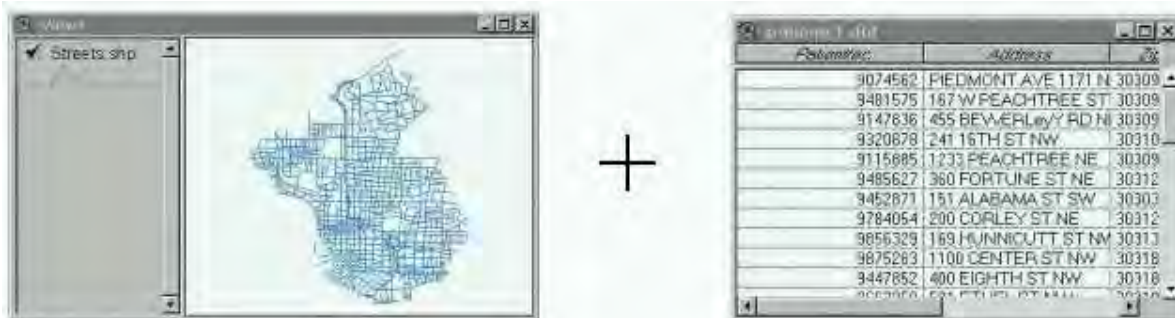 Streets.shp
Address
9074562 PIEDMONT AVE 1171 N 30309
9481575 167 W PEACHTREE ST 30309
9147836 455 BEWERLeyY RD N 30309
9320878 241 16TH ST NW 30310
9115885 1233 PEACHTREE NE 30309
9485627 360 FORTUNE ST NE 30312
9452871 151 ALABAMA ST SW 30303
9784054 200 CORLEY ST NE 30312
9856329 169 HUNNICUTT ST NW 30313
9875263 1100 CENTER ST NW 30318
9447852 400 EIGHTH ST NW 30318